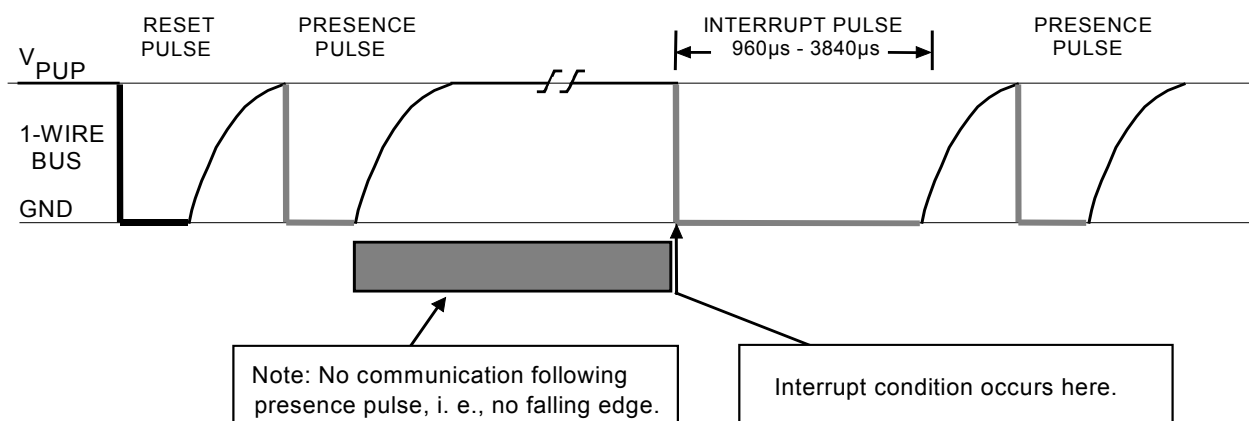 RESET
PULSE
PRESENCE
PULSE
INTERRUPT PULSE
960µs - 3840µs
PRESENCE
PULSE
VPUP
1-WIRE
BUS
GND
Note: No communication following
presence pulse, i. e., no falling edge.
Interrupt condition occurs here.